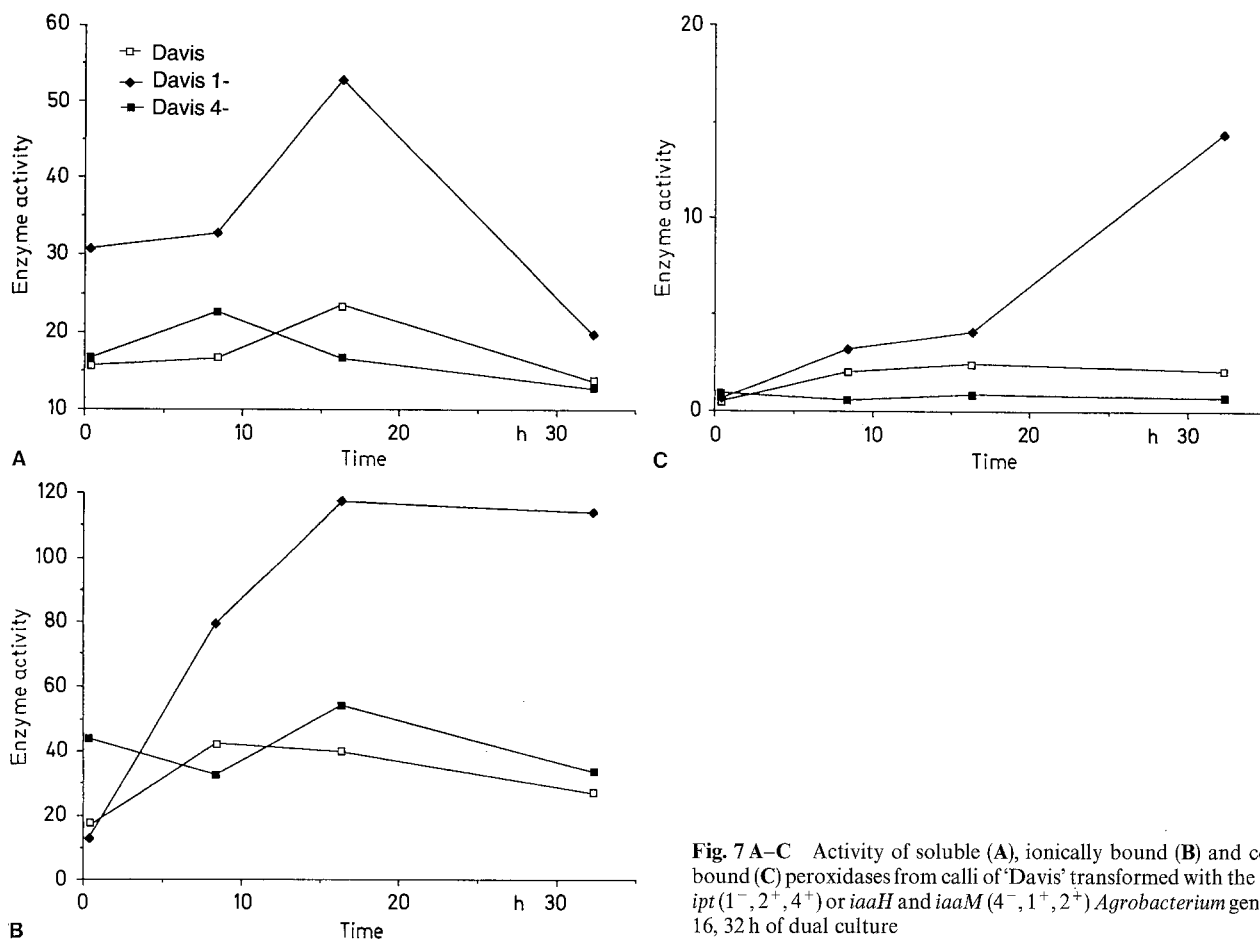 60
50
40
30
20
10
Enzyme activity
Davis
Davis 1-
Davis 4-
0
10
20
h 30
Time
A
20
10
0
Enzyme activity
0
10
20
h 30
Time
C
120
100
80
60
40
20
0
Enzyme activity
0
10
20
h 30
Time
B
Fig. 7 A–C Activity of soluble (A), ionically bound (B) and
bound (C) peroxidases from calli of ‘Davis’ transformed with the
ipt (1⁻, 2⁺, 4⁺) or iaaH and iaaM (4⁻, 1⁺, 2⁺) Agrobacterium
16, 32 h of dual culture